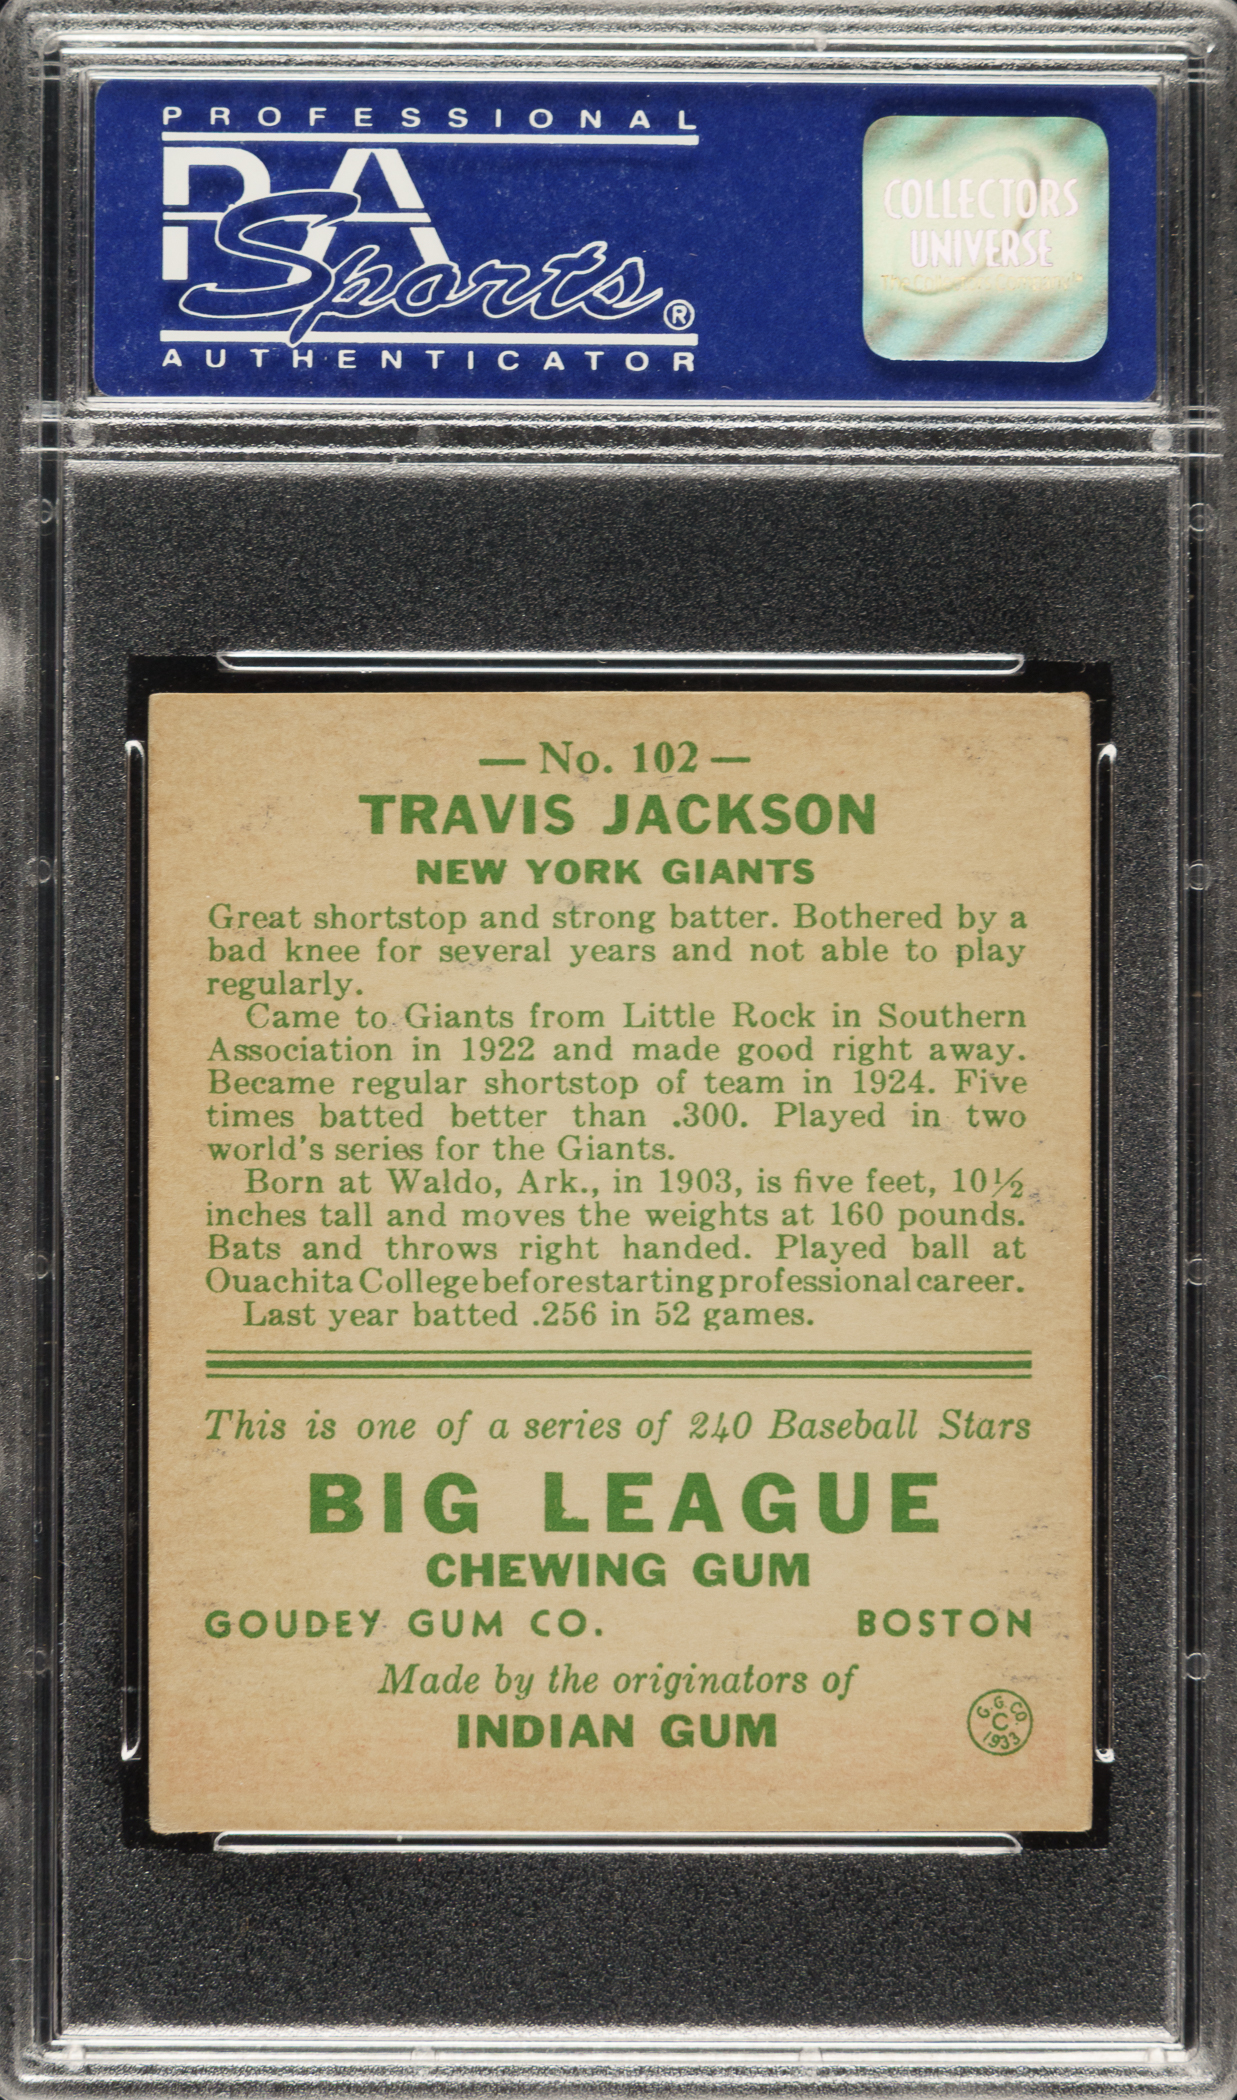 PROFESSIONAL
PSA
Sports®
AUTHENTICATOR
COLLECTORS
UNIVERSE
— No. 102 —
TRAVIS JACKSON
NEW YORK GIANTS
Great shortstop and strong batter. Bothered by a
bad knee for several years and not able to play
regularly.
Came to Giants from Little Rock in Southern
Association in 1922 and made good right away.
Became regular shortstop of team in 1924. Five
times batted better than .300. Played in two
world's series for the Giants.
Born at Waldo, Ark., in 1903, is five feet, 10½
inches tall and moves the weights at 160 pounds.
Bats and throws right handed. Played ball at
Ouachita College before starting professional career.
Last year batted .256 in 52 games.
This is one of a series of 240 Baseball Stars
BIG LEAGUE
CHEWING GUM
GOUDEY GUM CO. BOSTON
Made by the originators of
INDIAN GUM
G. G. CO.
C
1933